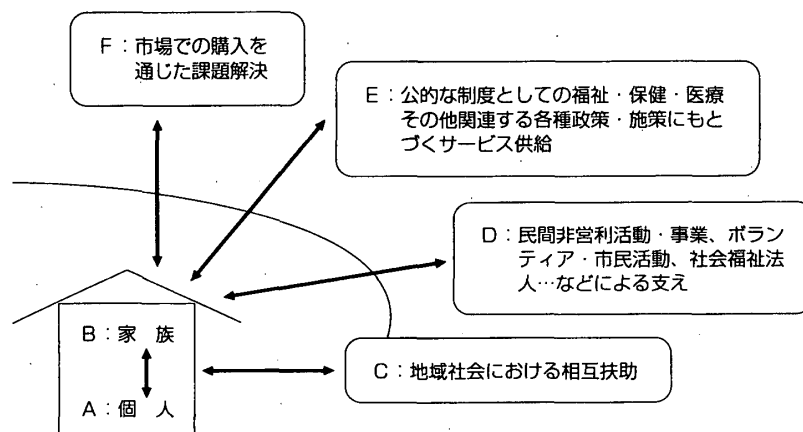 F：市場での購入を
通じた課題解決
E：公的な制度としての福祉・保健・医療
その他関連する各種政策・施策にもと
づくサービス供給
D：民間非営利活動・事業、ボラン
ティア・市民活動、社会福祉法
人…などによる支え
B：家　族
C：地域社会における相互扶助
A：個　人